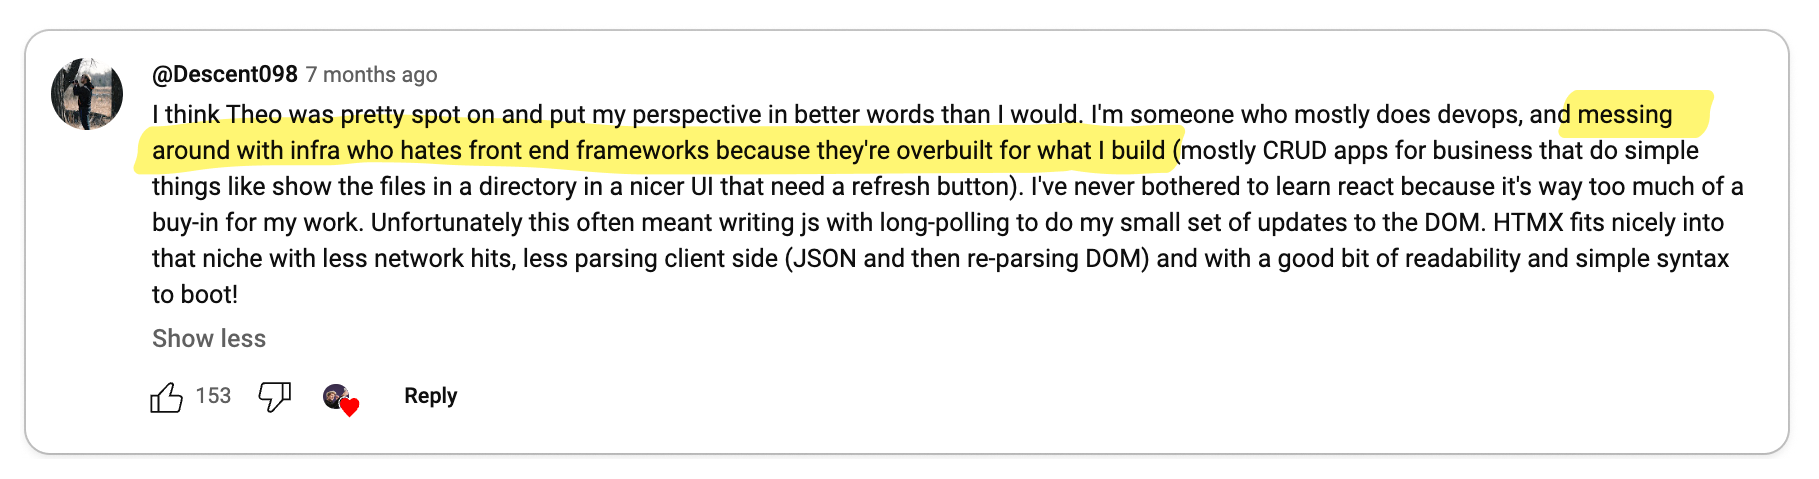 @Descent098 7 months ago
I think Theo was pretty spot on and put my perspective in better words than I would. I'm someone who mostly does devops, and messing
around with infra who hates front end frameworks because they're overbuilt for what I build (mostly CRUD apps for business that do simple
things like show the files in a directory in a nicer UI that need a refresh button). I've never bothered to learn react because it's way too much of a
buy-in for my work. Unfortunately this often meant writing js with long-polling to do my small set of updates to the DOM. HTMX fits nicely into
that niche with less network hits, less parsing client side (JSON and then re-parsing DOM) and with a good bit of readability and simple syntax
to boot!
Show less
153 Reply